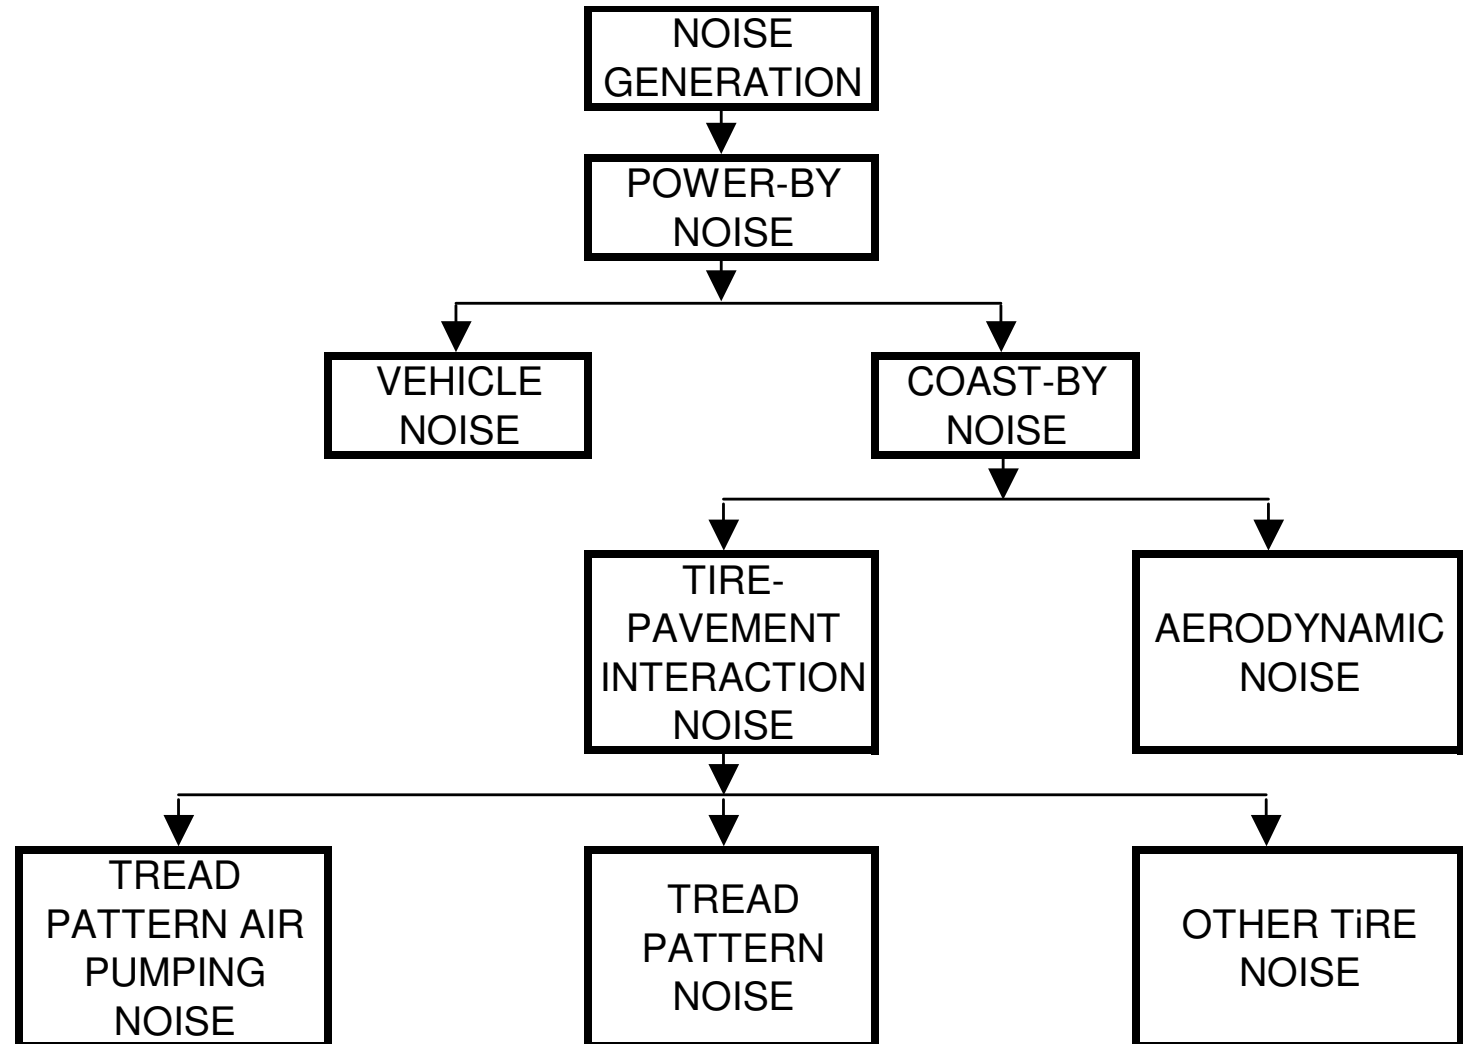 NOISE
GENERATION
POWER-BY
NOISE
VEHICLE
NOISE
COAST-BY
NOISE
TIRE-
PAVEMENT
INTERACTION
NOISE
AERODYNAMIC
NOISE
TREAD
PATTERN AIR
PUMPING
NOISE
TREAD
PATTERN
NOISE
OTHER TiRE
NOISE